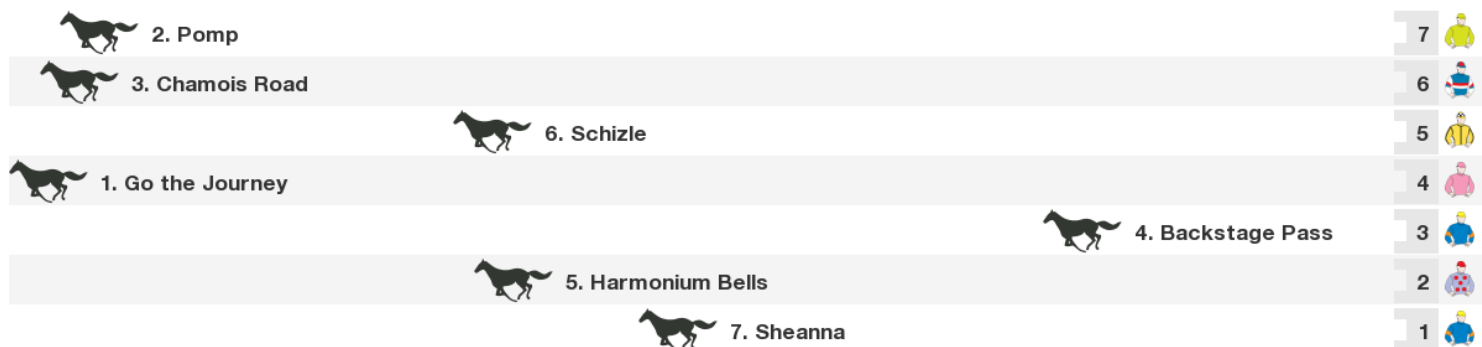 2. Pomp 7
3. Chamois Road 6
6. Schizle 5
1. Go the Journey 4
4. Backstage Pass 3
5. Harmonium Bells 2
7. Sheanna 1